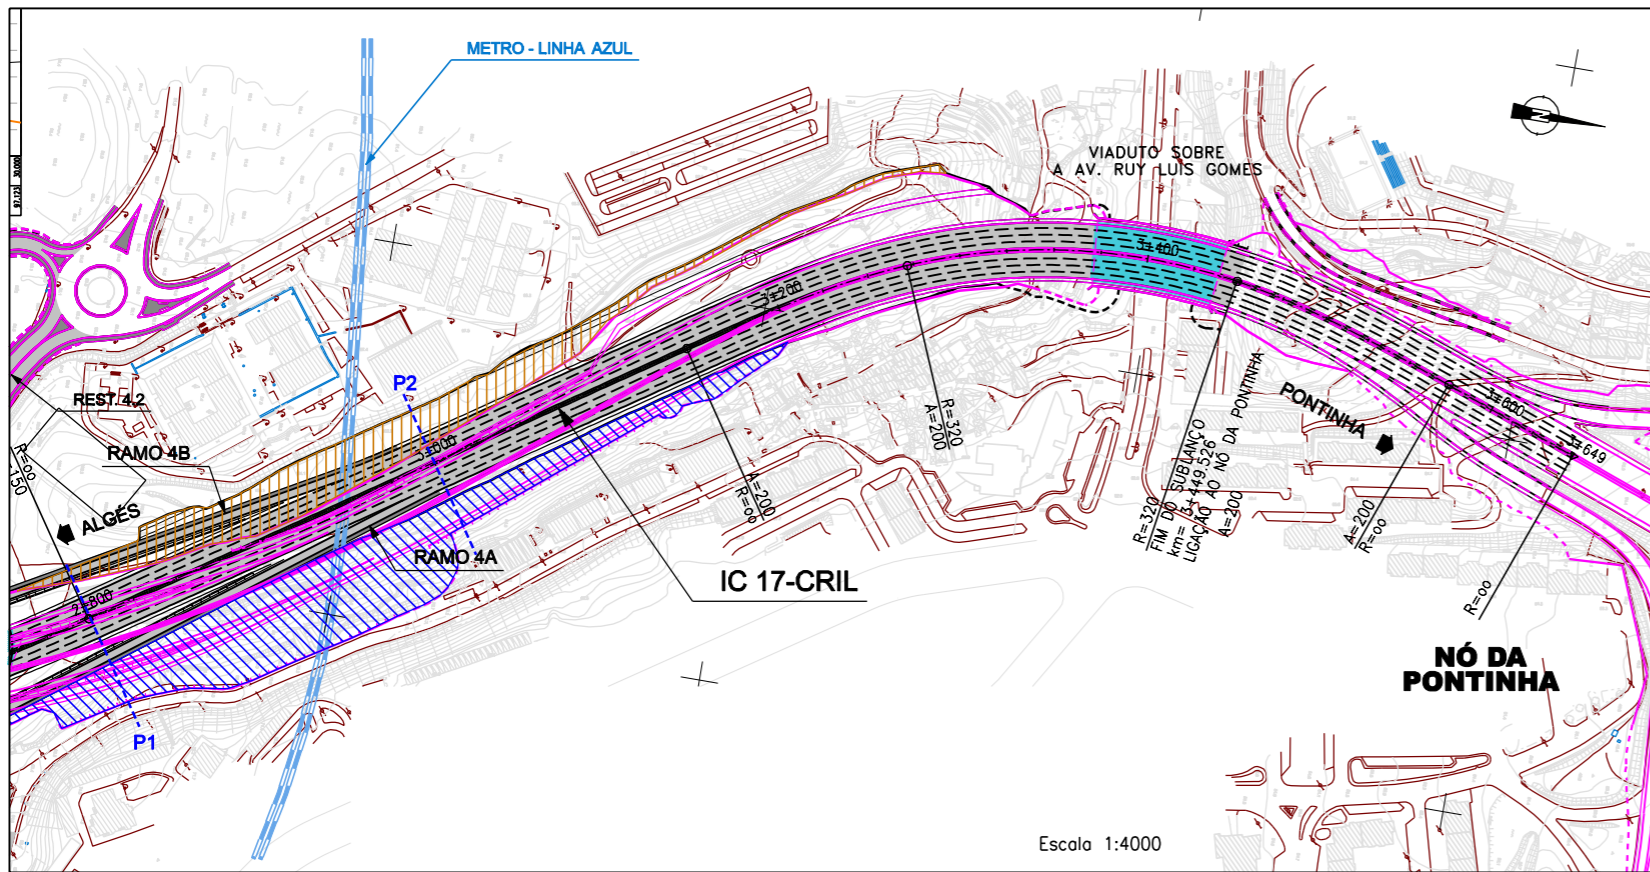 METRO - LINHA AZUL
VIADUTO SOBRE
A AV. RUY LUIS GOMES
N
3+400
3+200
P2
REST. 4.2
3+000
RAMO 4B
R=oo
ALGÉS
RAMO 4A
2+800
P1
IC 17-CRIL
A=200
R=oo
R=320
A=200
R=320
FIM DO SUBLANÇO
km= 3+449.526
LIGAÇÃO AO NÓ DA PONTINHA
A=200
PONTINHA
3+600
3+649
A=200
R=oo
R=oo
NÓ DA
PONTINHA
Escala 1:4000